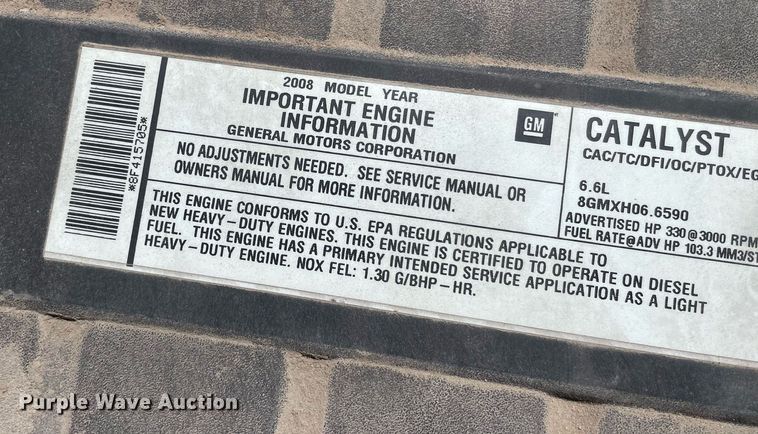 *8F415705*
2008 MODEL YEAR
IMPORTANT ENGINE
INFORMATION
GENERAL MOTORS CORPORATION
GM
NO ADJUSTMENTS NEEDED. SEE SERVICE MANUAL OR
OWNERS MANUAL FOR MORE INFORMATION.
THIS ENGINE CONFORMS TO U.S. EPA REGULATIONS APPLICABLE TO
NEW HEAVY-DUTY ENGINES. THIS ENGINE IS CERTIFIED TO OPERATE ON DIESEL
FUEL. THIS ENGINE HAS A PRIMARY INTENDED SERVICE APPLICATION AS A LIGHT
HEAVY-DUTY ENGINE. NOX FEL: 1.30 G/BHP-HR.
CATALYST
CAC/TC/DFI/OC/PTOX/EG
6.6L
8GMXH06.6590
ADVERTISED HP 330@3000 RPM
FUEL RATE@ADV HP 103.3 MM3/ST
Purple Wave Auction